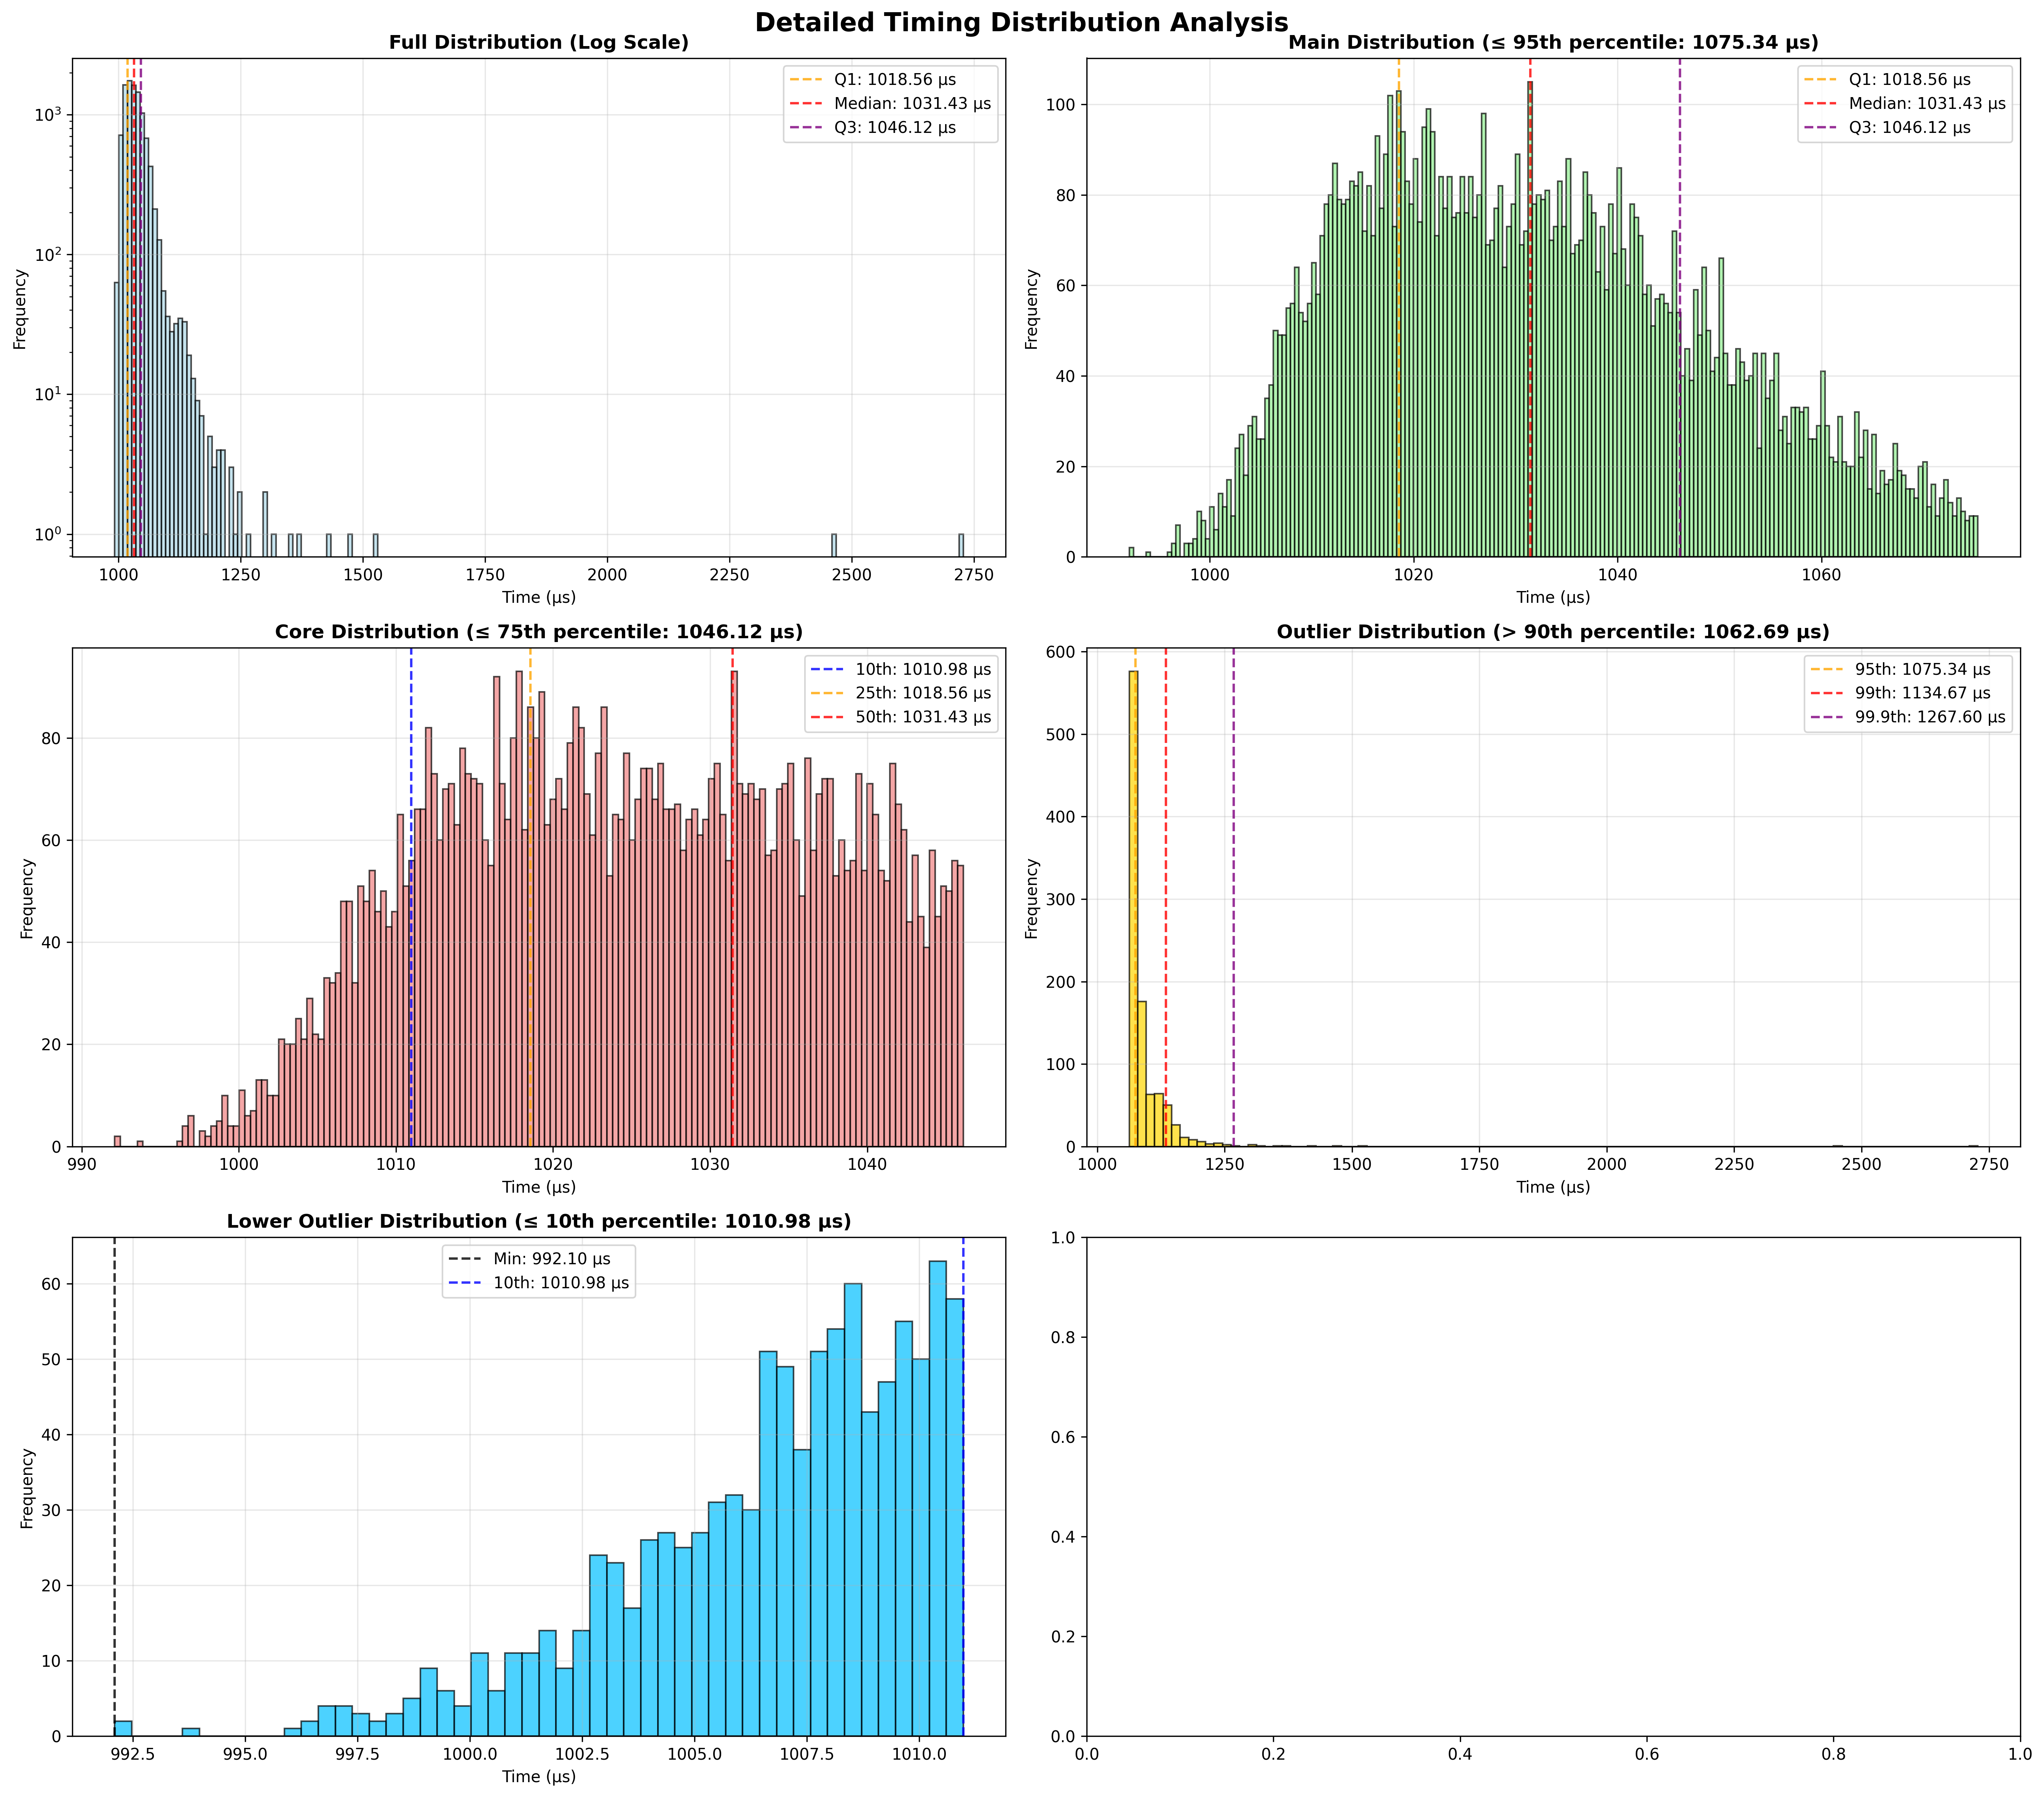 Detailed Timing Distribution Analysis
Full Distribution (Log Scale)
Q1: 1018.56 μs
Median: 1031.43 μs
Q3: 1046.12 μs
10³
10²
10¹
10⁰
Frequency
1000 1250 1500 1750 2000 2250 2500 2750
Time (μs)
Main Distribution (≤ 95th percentile: 1075.34 μs)
Q1: 1018.56 μs
Median: 1031.43 μs
Q3: 1046.12 μs
100
80
60
40
20
0
Frequency
1000 1020 1040 1060
Time (μs)
Core Distribution (≤ 75th percentile: 1046.12 μs)
10th: 1010.98 μs
25th: 1018.56 μs
50th: 1031.43 μs
80
60
40
20
0
Frequency
990 1000 1010 1020 1030 1040
Time (μs)
Outlier Distribution (> 90th percentile: 1062.69 μs)
95th: 1075.34 μs
99th: 1134.67 μs
99.9th: 1267.60 μs
600
500
400
300
200
100
0
Frequency
1000 1250 1500 1750 2000 2250 2500 2750
Time (μs)
Lower Outlier Distribution (≤ 10th percentile: 1010.98 μs)
Min: 992.10 μs
10th: 1010.98 μs
60
50
40
30
20
10
0
Frequency
992.5 995.0 997.5 1000.0 1002.5 1005.0 1007.5 1010.0
Time (μs)
1.0
0.8
0.6
0.4
0.2
0.0
0.0 0.2 0.4 0.6 0.8 1.0